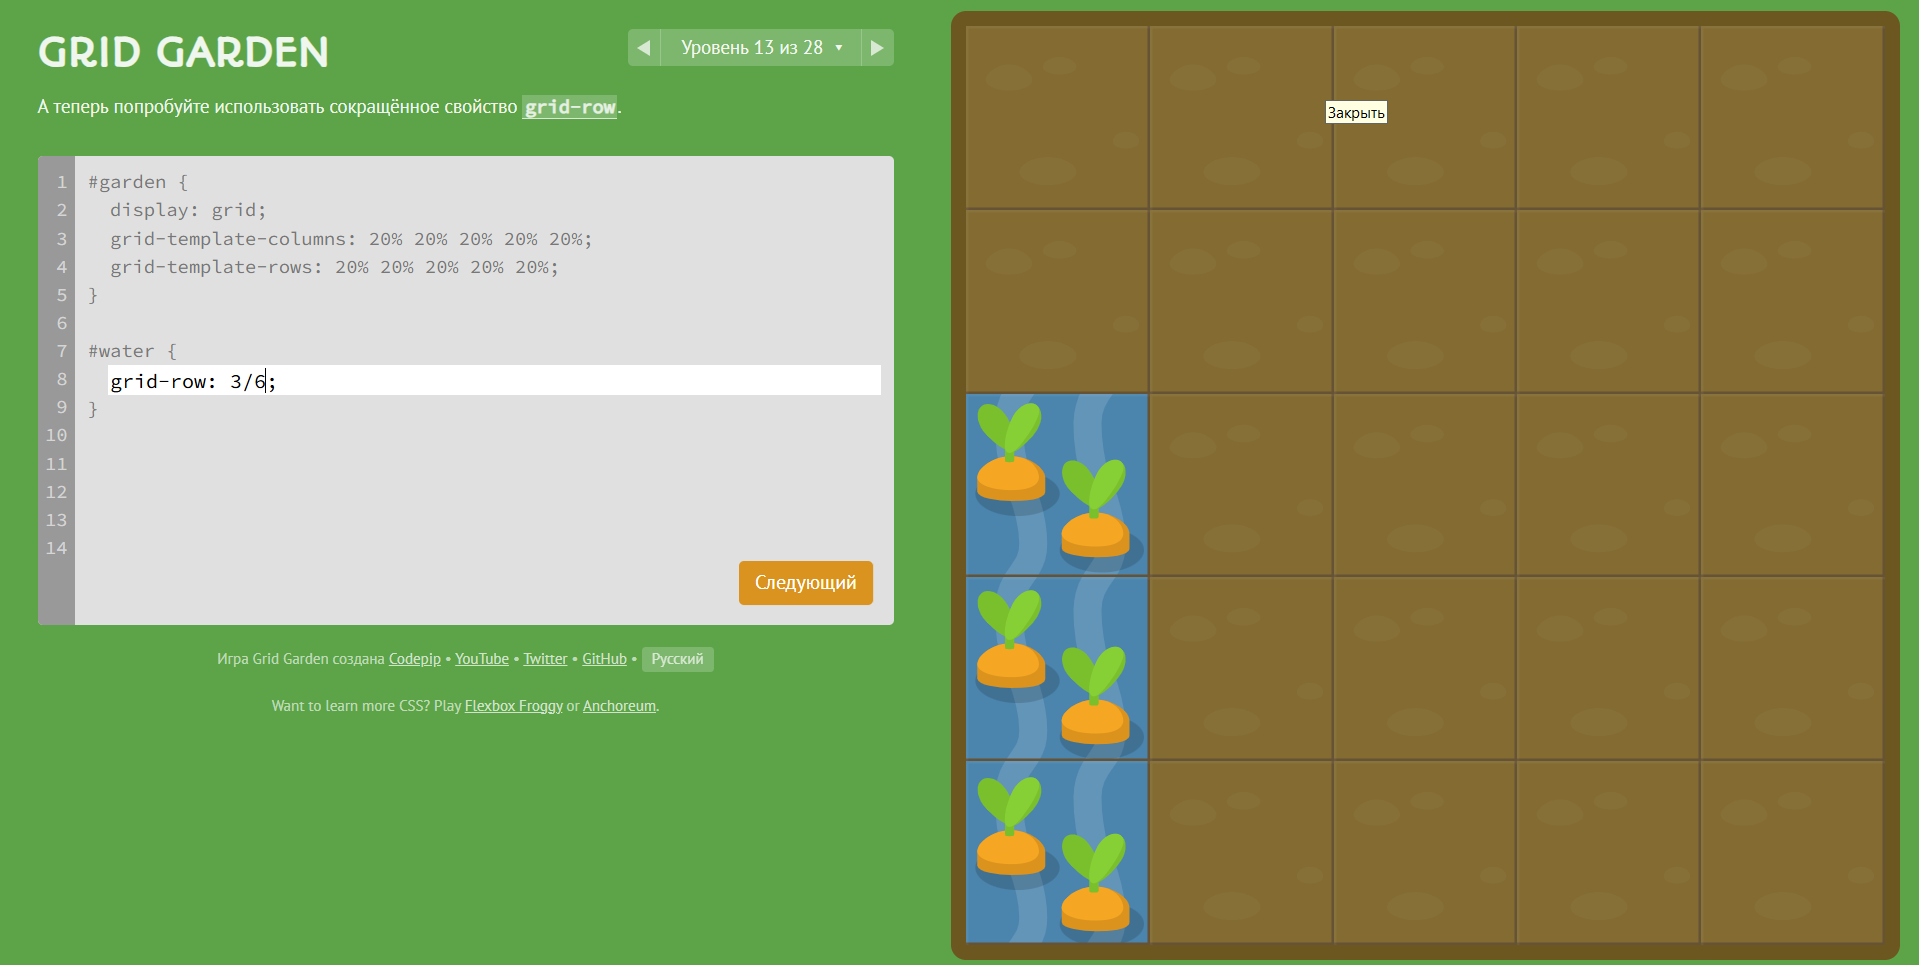 GRID GARDEN
◀ Уровень 13 из 28 ▼ ▶
А теперь попробуйте использовать сокращённое свойство grid-row.
1 #garden {
2 display: grid;
3 grid-template-columns: 20% 20% 20% 20% 20%;
4 grid-template-rows: 20% 20% 20% 20% 20%;
5 }
6
7 #water {
8 grid-row: 3/6;
9 }
10
11
12
13
14
Следующий
Игра Grid Garden создана Codepip • YouTube • Twitter • GitHub • Русский
Want to learn more CSS? Play Flexbox Froggy or Anchoreum.
Закрыть